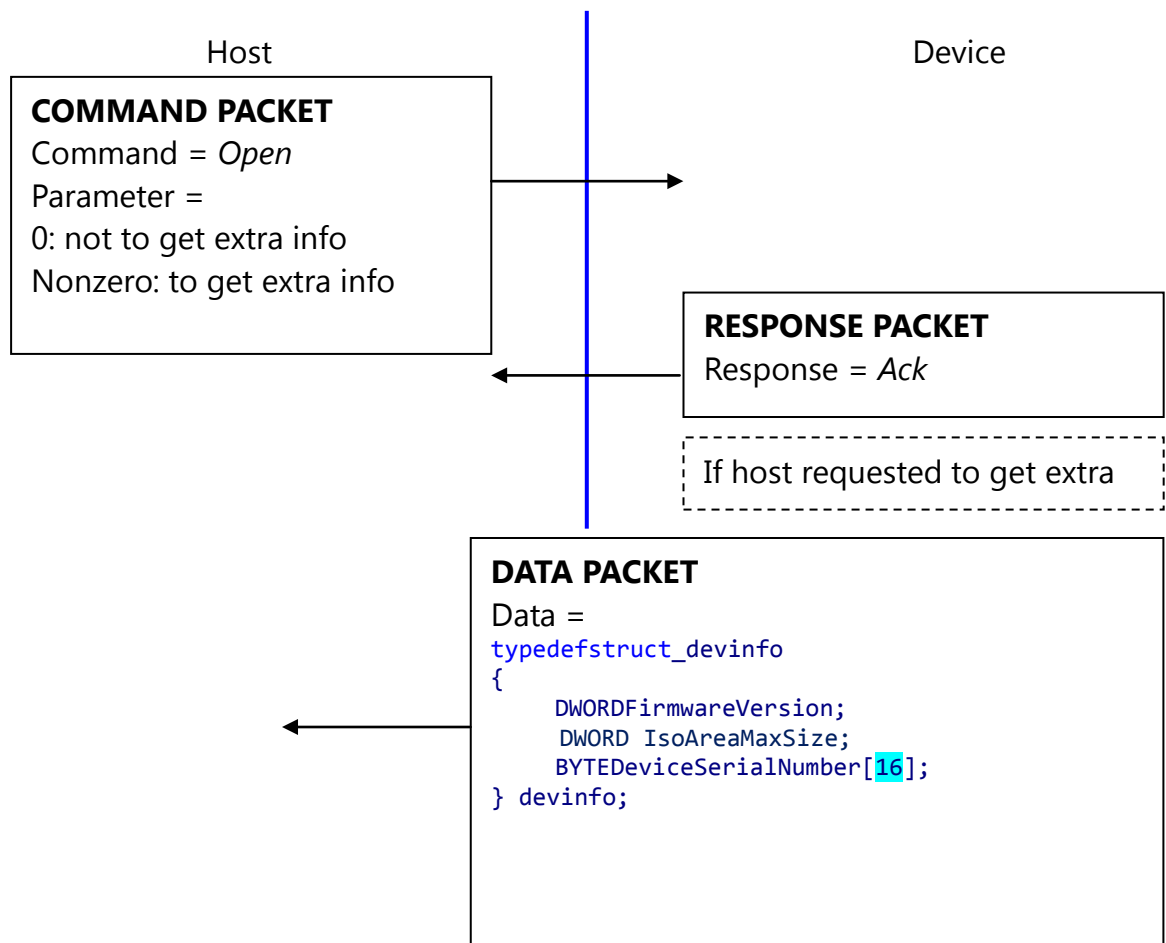 Host
Device
COMMAND PACKET
Command = Open
Parameter =
0: not to get extra info
Nonzero: to get extra info
RESPONSE PACKET
Response = Ack
If host requested to get extra
DATA PACKET
Data =
typedefstruct_devinfo
{
DWORDFirmwareVersion;
DWORD IsoAreaMaxSize;
BYTEDeviceSerialNumber[16];
} devinfo;